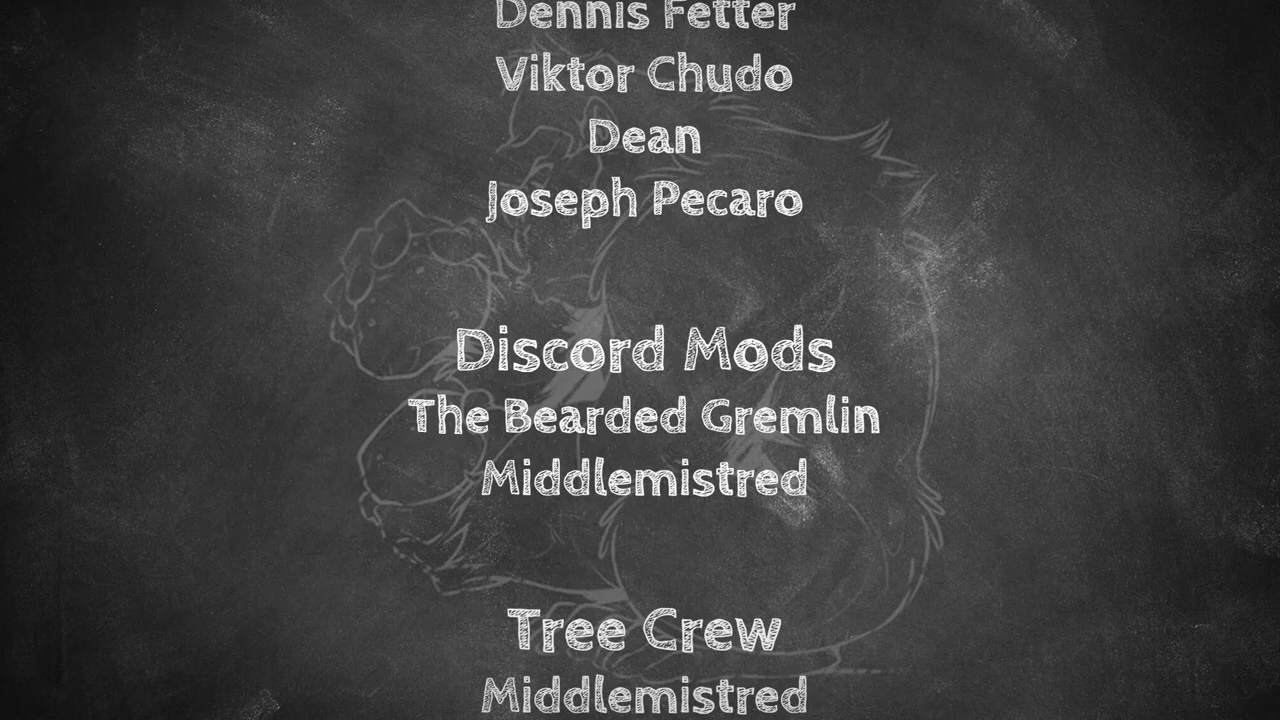 Dennis Fetter
Viktor Chudo
Dean
Joseph Pecaro
Discord Mods
The Bearded Gremlin
Middlemistred
Tree Crew
Middlemistred